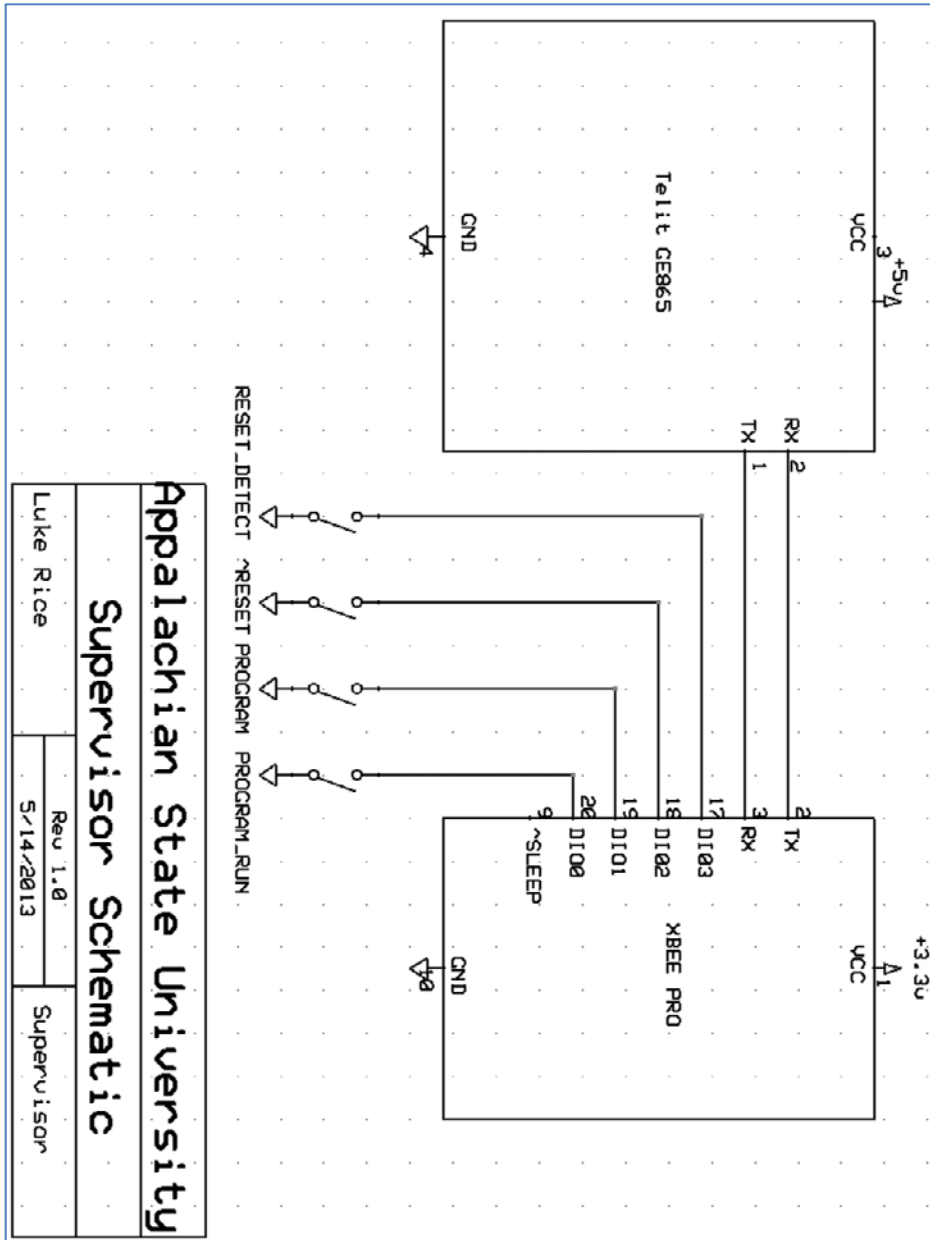 +3.3v
+5v
3
1
VCC
VCC
RX 2
2 TX
TX 1
3 RX
17 DIO3
18 DIO2
19 DIO1
20 DIO0
9 ^SLEEP
Telit GE865
XBEE PRO
GND
4
GND
10
RESET_DETECT
^RESET
PROGRAM
PROGRAM_RUN
Appalachian State University
Supervisor Schematic
Luke Rice
Rev 1.0
5/14/2013
Supervisor